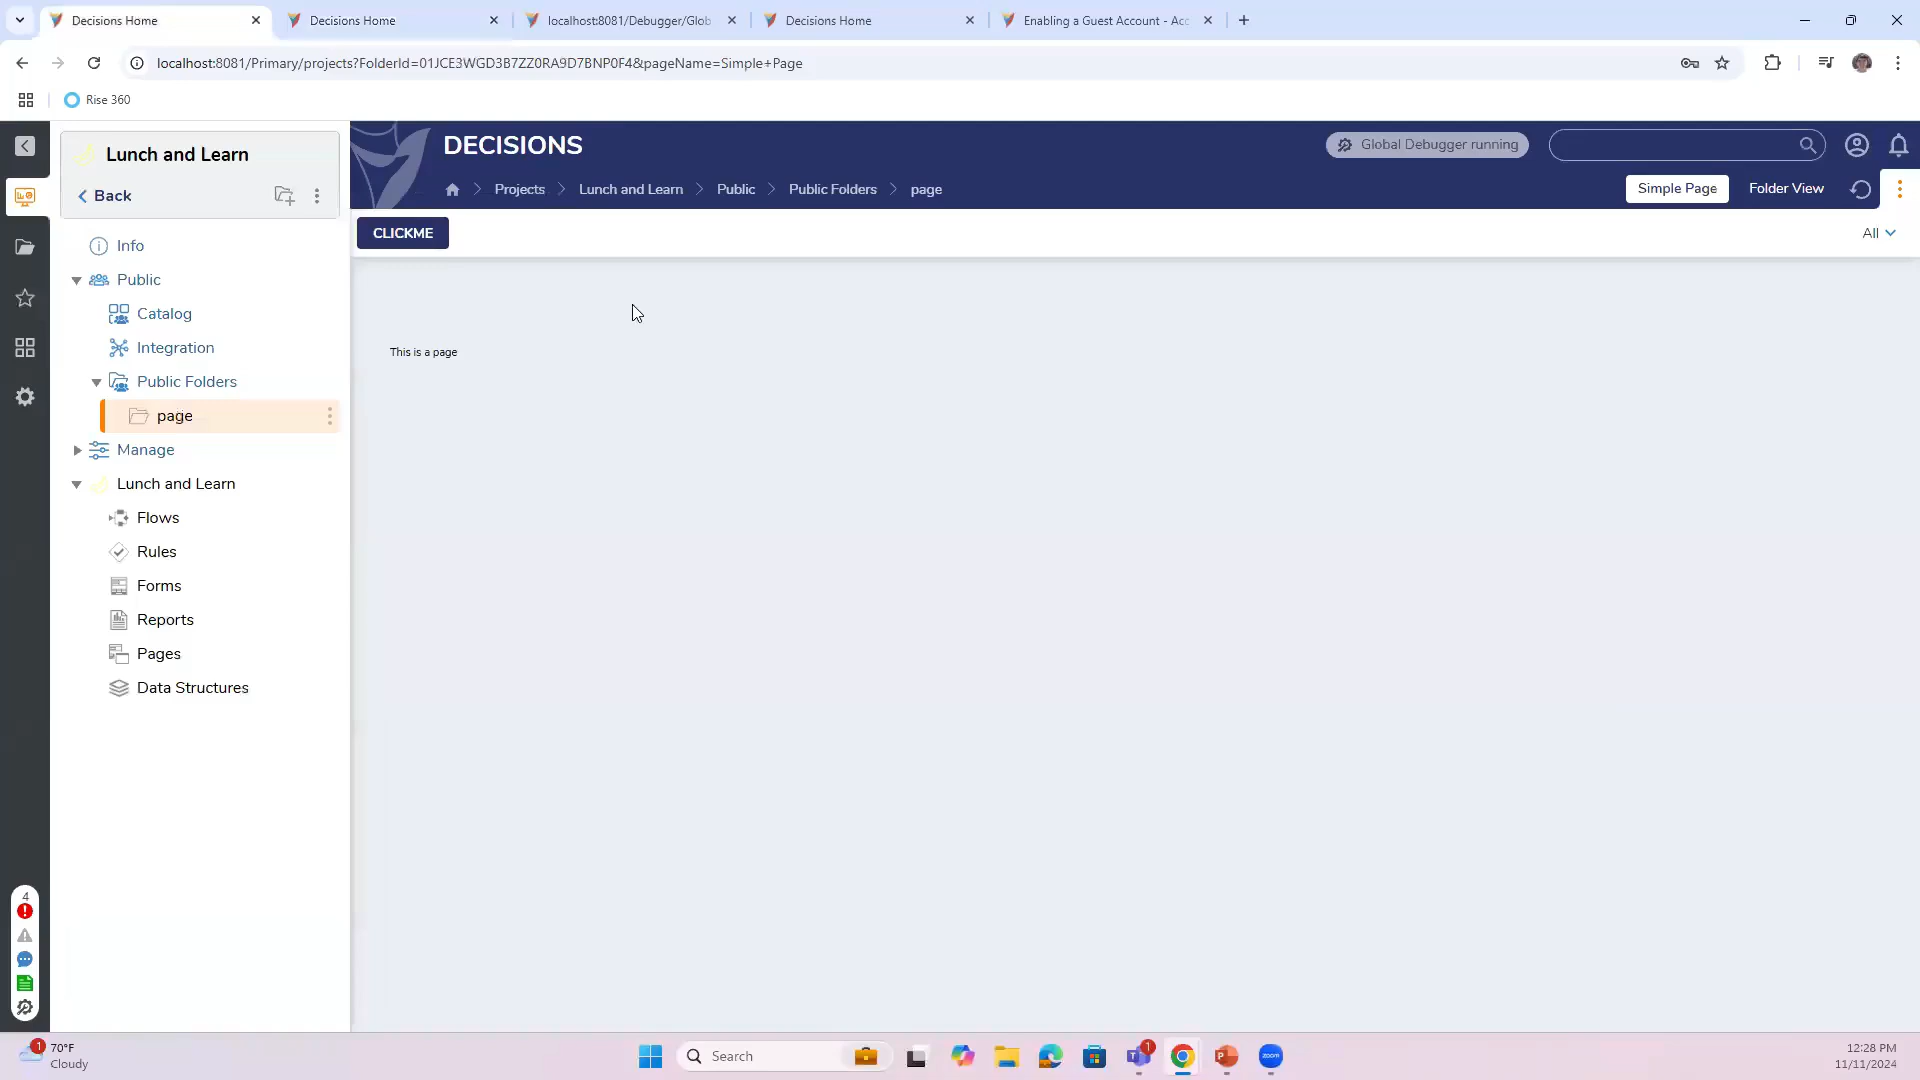 Decisions Home
Decisions Home
localhost:8081/Debugger/Glob
Decisions Home
Enabling a Guest Account - Acc
localhost:8081/Primary/projects?FolderId=01JCE3WGD3B7ZZ0RA9D7BNP0F4&pageName=Simple+Page
Rise 360
Lunch and Learn
Back
DECISIONS
Global Debugger running
Projects
Lunch and Learn
Public
Public Folders
page
Simple Page
Folder View
CLICKME
All
Info
Public
Catalog
Integration
Public Folders
page
Manage
Lunch and Learn
Flows
Rules
Forms
Reports
Pages
Data Structures
This is a page
4
1
70°F
Cloudy
Search
1
zoom
12:28 PM
11/11/2024